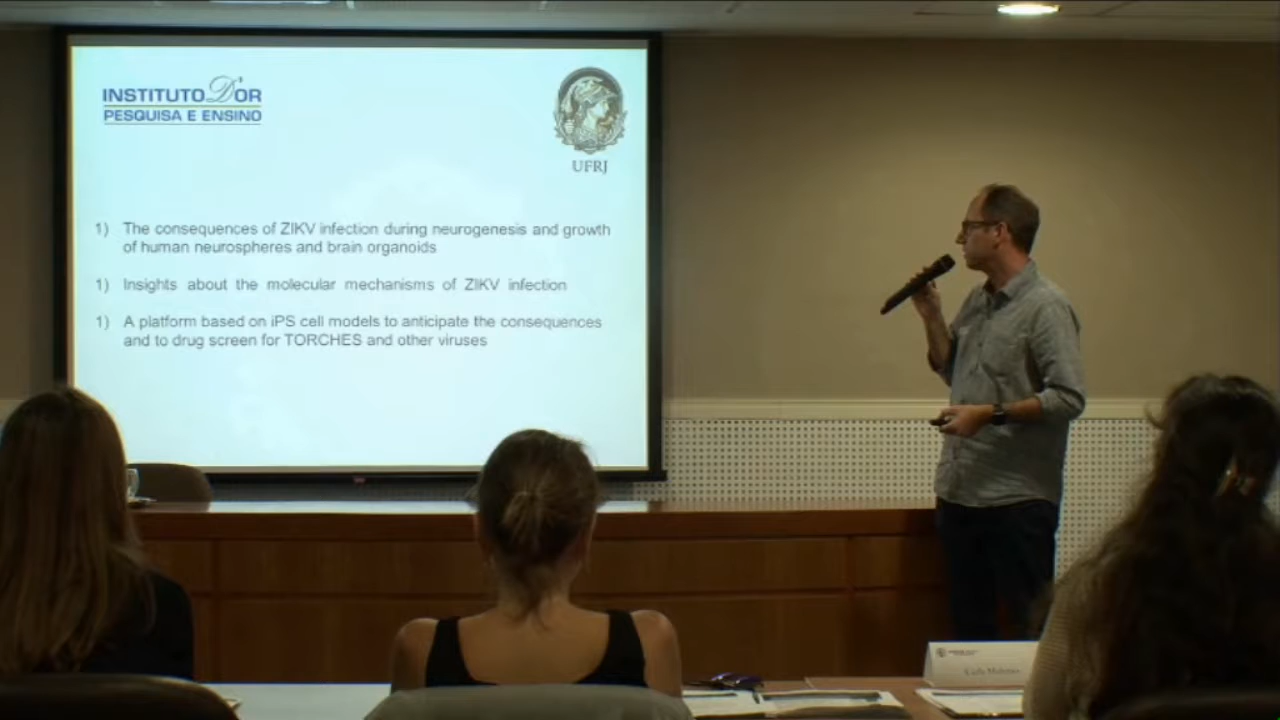 INSTITUTO D'OR
PESQUISA E ENSINO
UFRJ
1) The consequences of ZIKV infection during neurogenesis and growth
of human neurospheres and brain organoids
1) Insights about the molecular mechanisms of ZIKV infection
1) A platform based on iPS cell models to anticipate the consequences
and to drug screen for TORCHES and other viruses